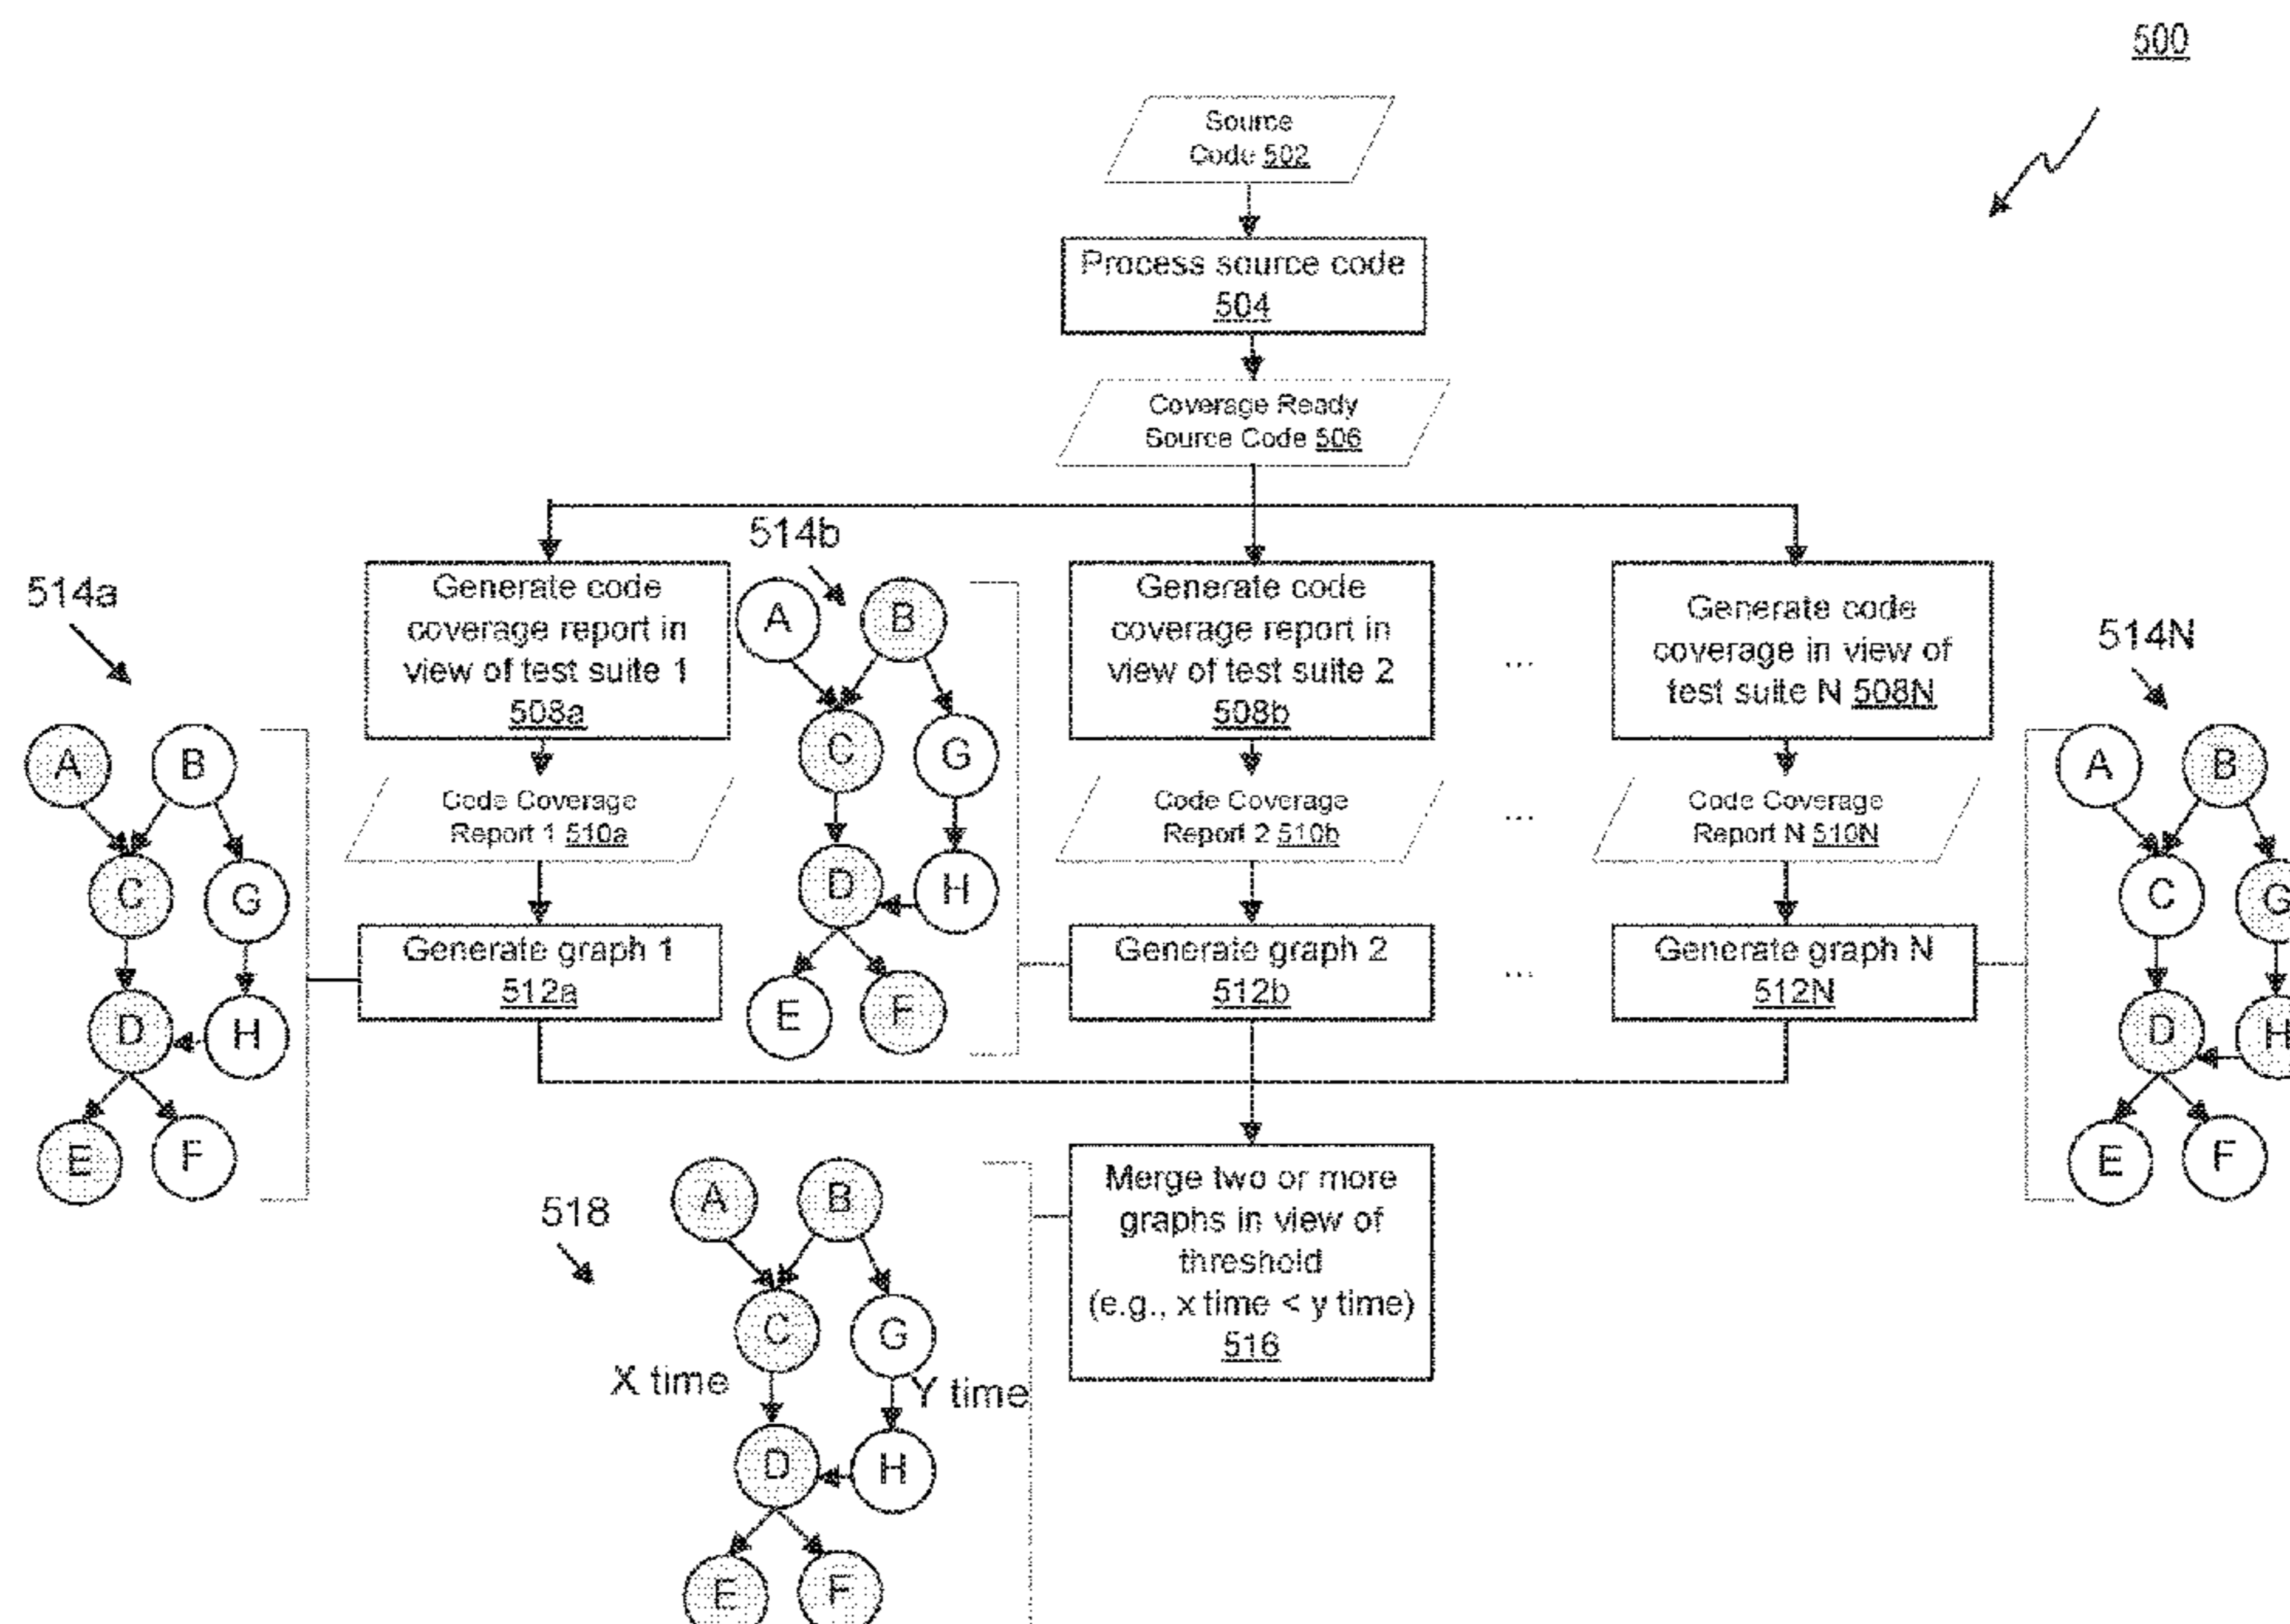 500
Source
Code 502
Process source code
504
Coverage Ready
Source Code 506
514a
Generate code
coverage report in
view of test suite 1
508a
514b
Generate code
coverage report in
view of test suite 2
508b
...
Generate code
coverage in view of
test suite N 508N
514N
Code Coverage
Report 1 510a
Code Coverage
Report 2 510b
...
Code Coverage
Report N 510N
Generate graph 1
512a
Generate graph 2
512b
...
Generate graph N
512N
A
B
C
G
D
H
E
F
A
B
C
G
D
H
E
F
A
B
C
G
D
H
E
F
Merge two or more
graphs in view of
threshold
(e.g., x time < y time)
516
518
A
B
C
G
X time
Y time
D
H
E
F